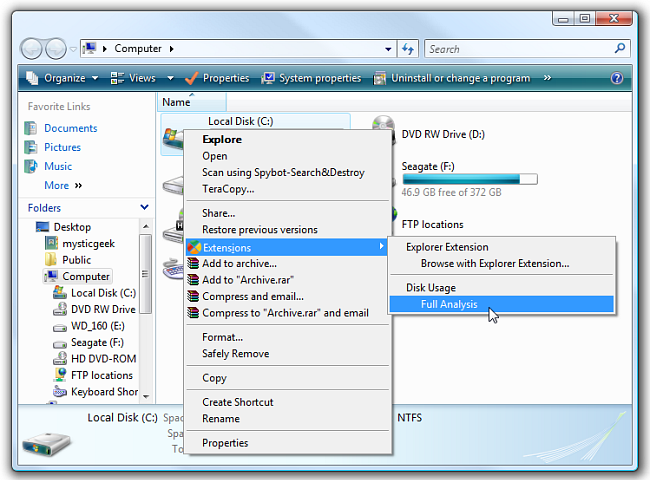 Computer
Search
Organize
Views
Properties
System properties
Uninstall or change a program
»
?
Favorite Links
Documents
Pictures
Music
More »
Folders
Desktop
mysticgeek
Public
Computer
Local Disk (C:)
DVD RW Drive
WD_160 (E:)
Seagate (F:)
HD DVD-ROM
FTP locations
Keyboard Shor
Name
Local Disk (C:)
DVD RW Drive (D:)
Seagate (F:)
46.9 GB free of 372 GB
FTP locations
Explore
Open
Scan using Spybot-Search&Destroy
TeraCopy...
Share...
Restore previous versions
Extensions
Add to archive...
Add to "Archive.rar"
Compress and email...
Compress to "Archive.rar" and email
Format...
Safely Remove
Copy
Create Shortcut
Rename
Properties
Explorer Extension
Browse with Explorer Extension...
Disk Usage
Full Analysis
Local Disk (C:) Spac
NTFS
Spa
To